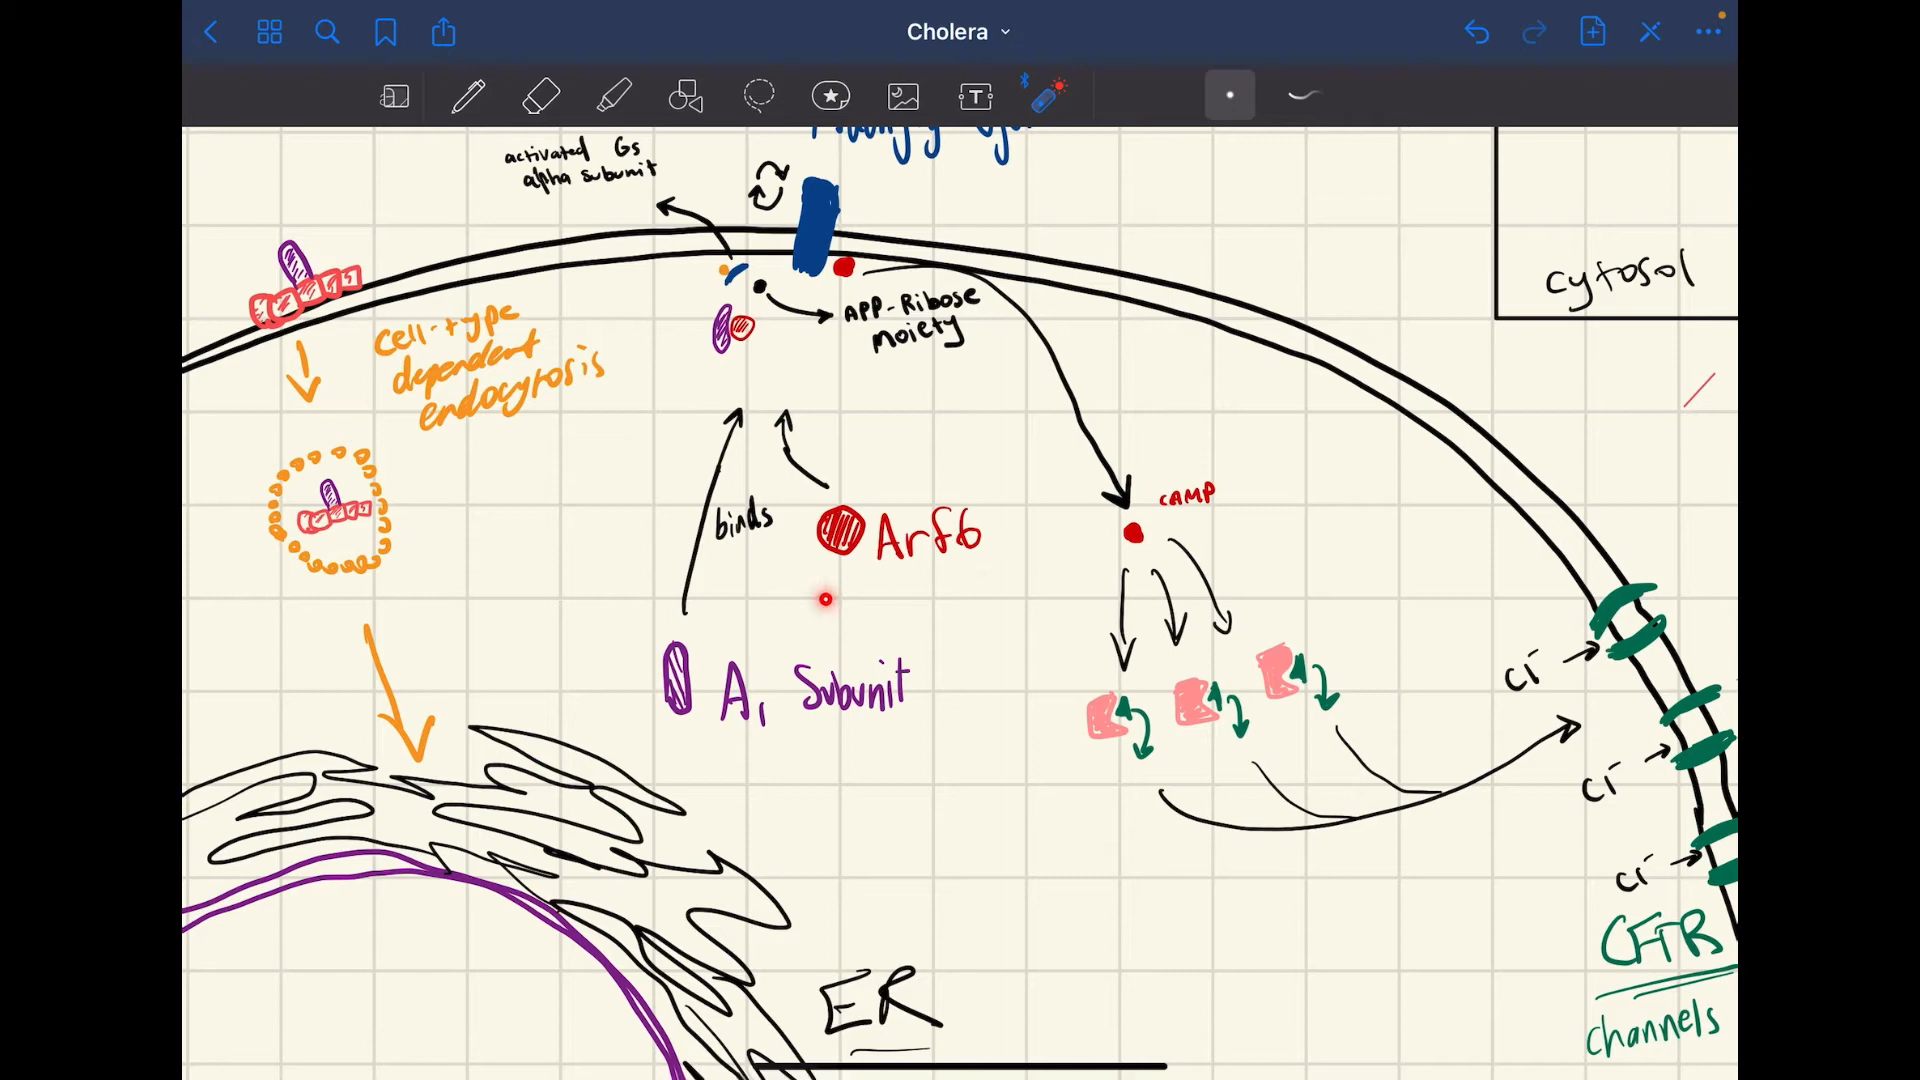 Cholera
activated Gs
alpha subunit
cytosol
APP-Ribose
moiety
cell-type
dependent
endocytosis
cAMP
binds
Arf6
A1 Subunit
Cl-
Cl-
Cl-
CFTR
channels
ER